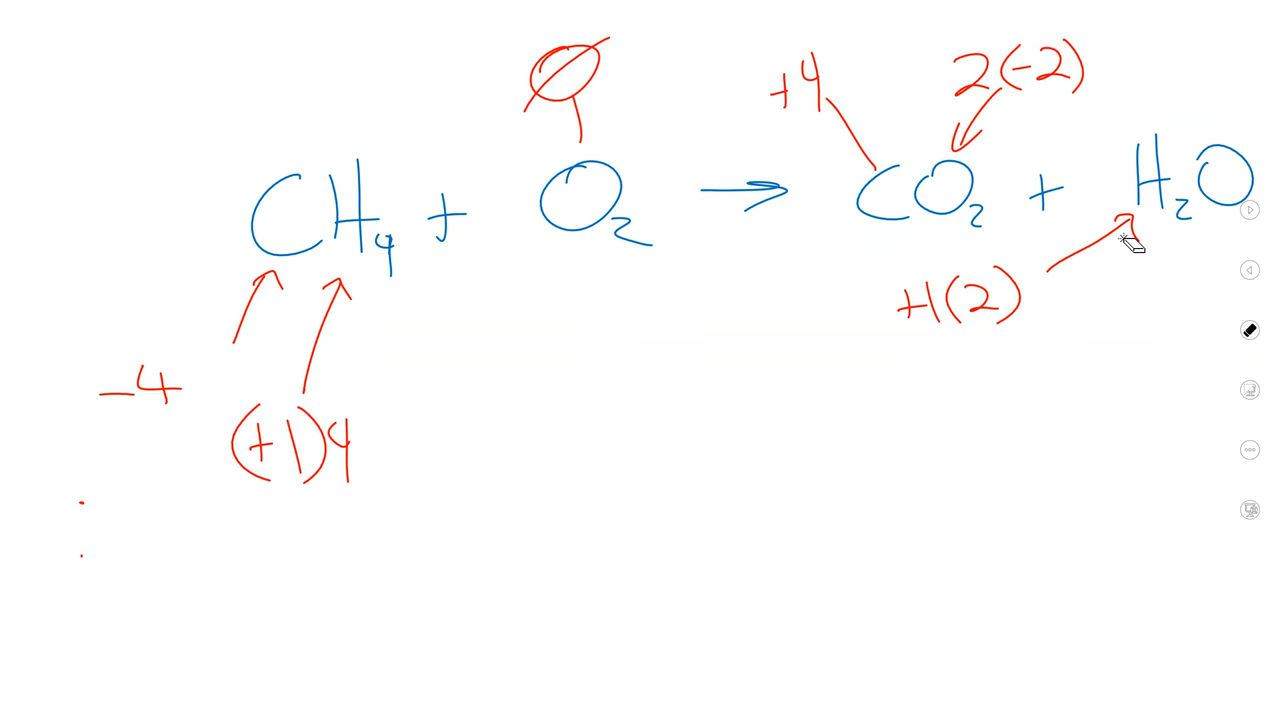 ∅ +4 2(-2)
CH₄ + O₂ → CO₂ + H₂O
+1(2)
-4
(+1)4